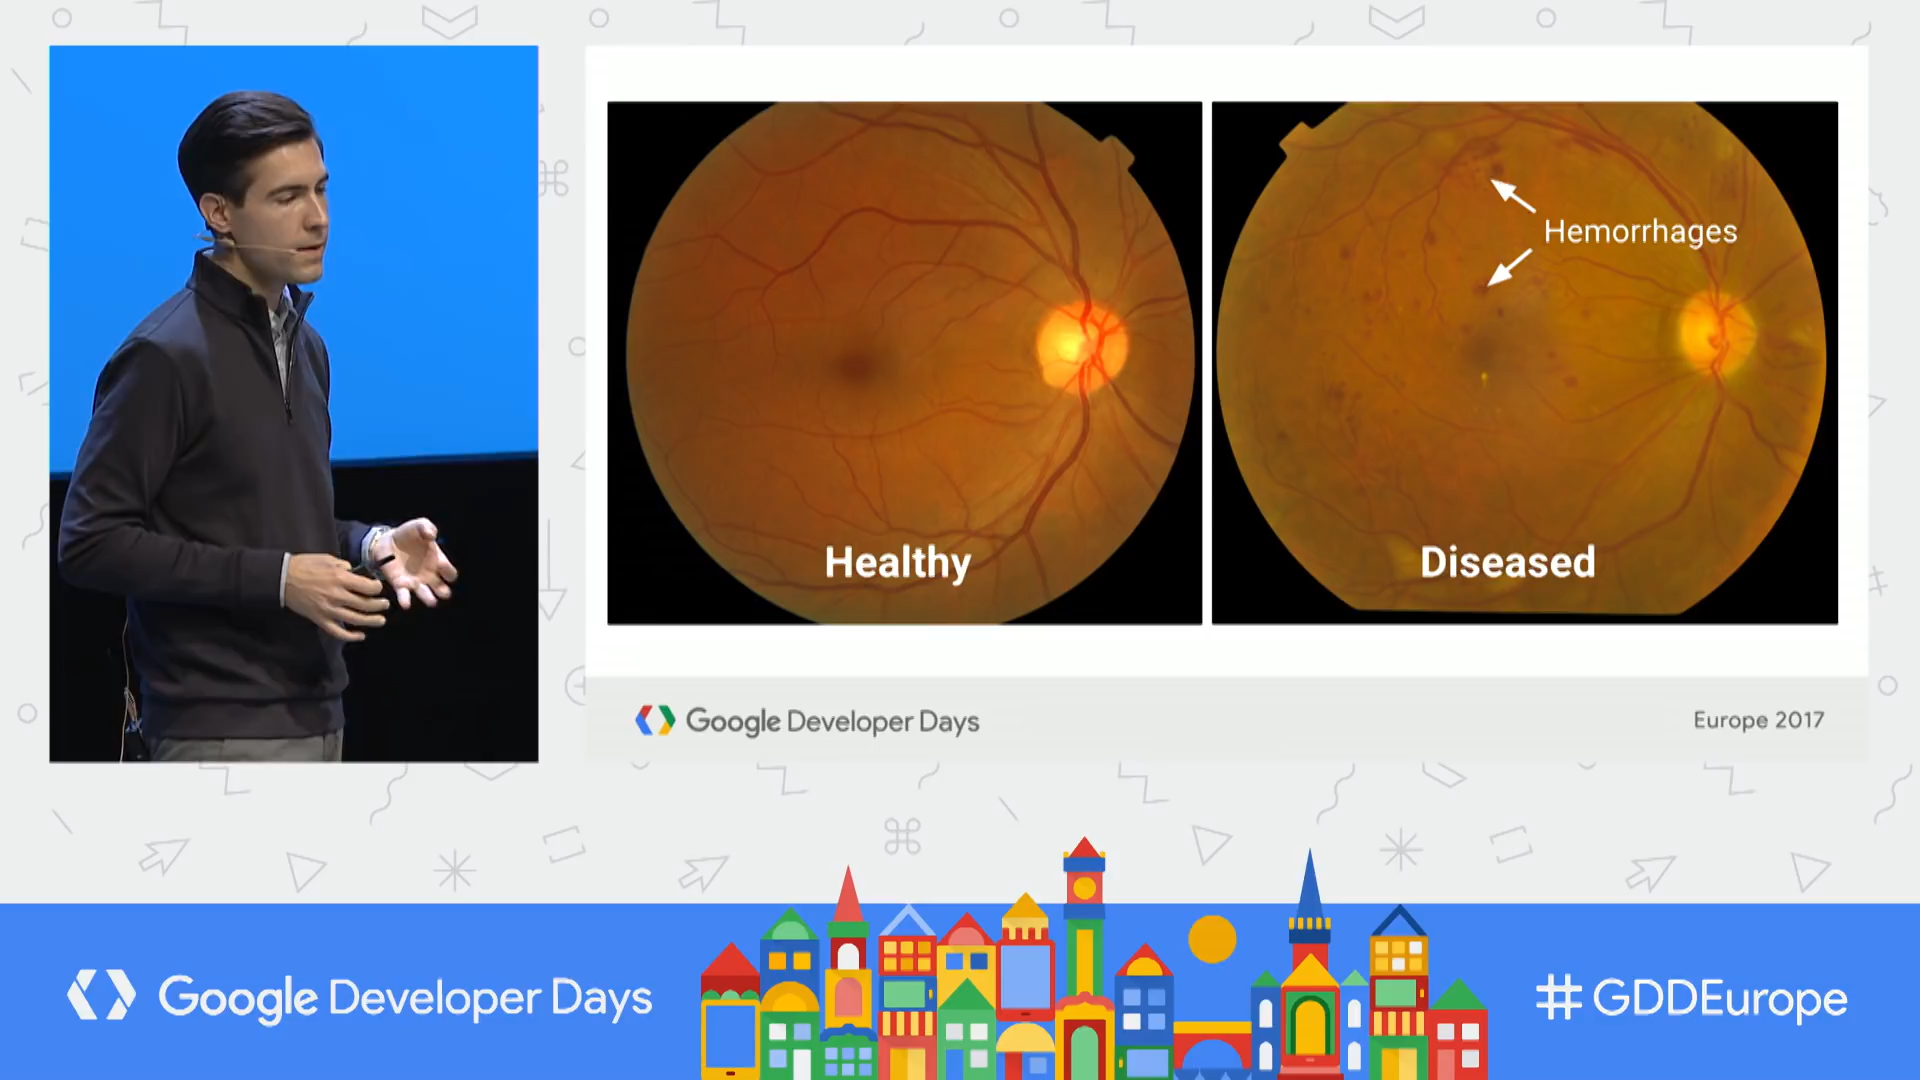 Hemorrhages
Healthy
Diseased
Google Developer Days
Europe 2017
Google Developer Days
#GDDEurope